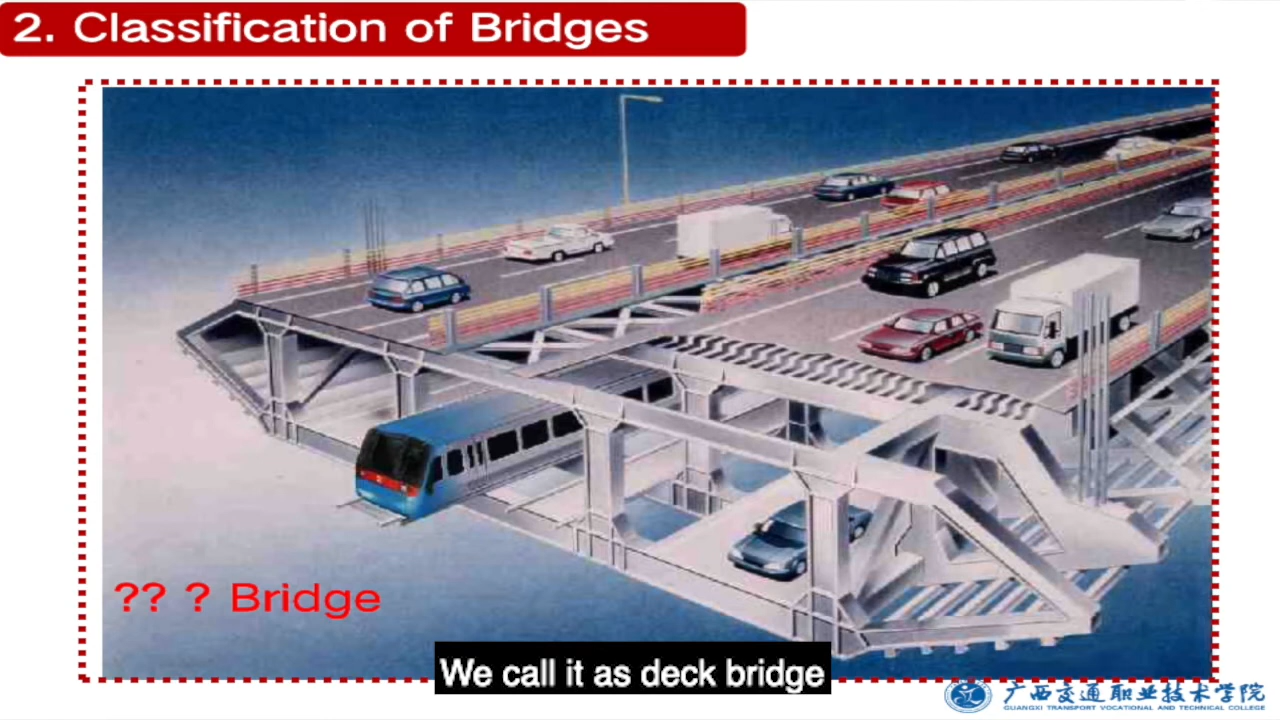 2. Classification of Bridges
?? ? Bridge
We call it as deck bridge
广西交通职业技术学院
GUANGXI TRANSPORT VOCATIONAL AND TECHNICAL COLLEGE